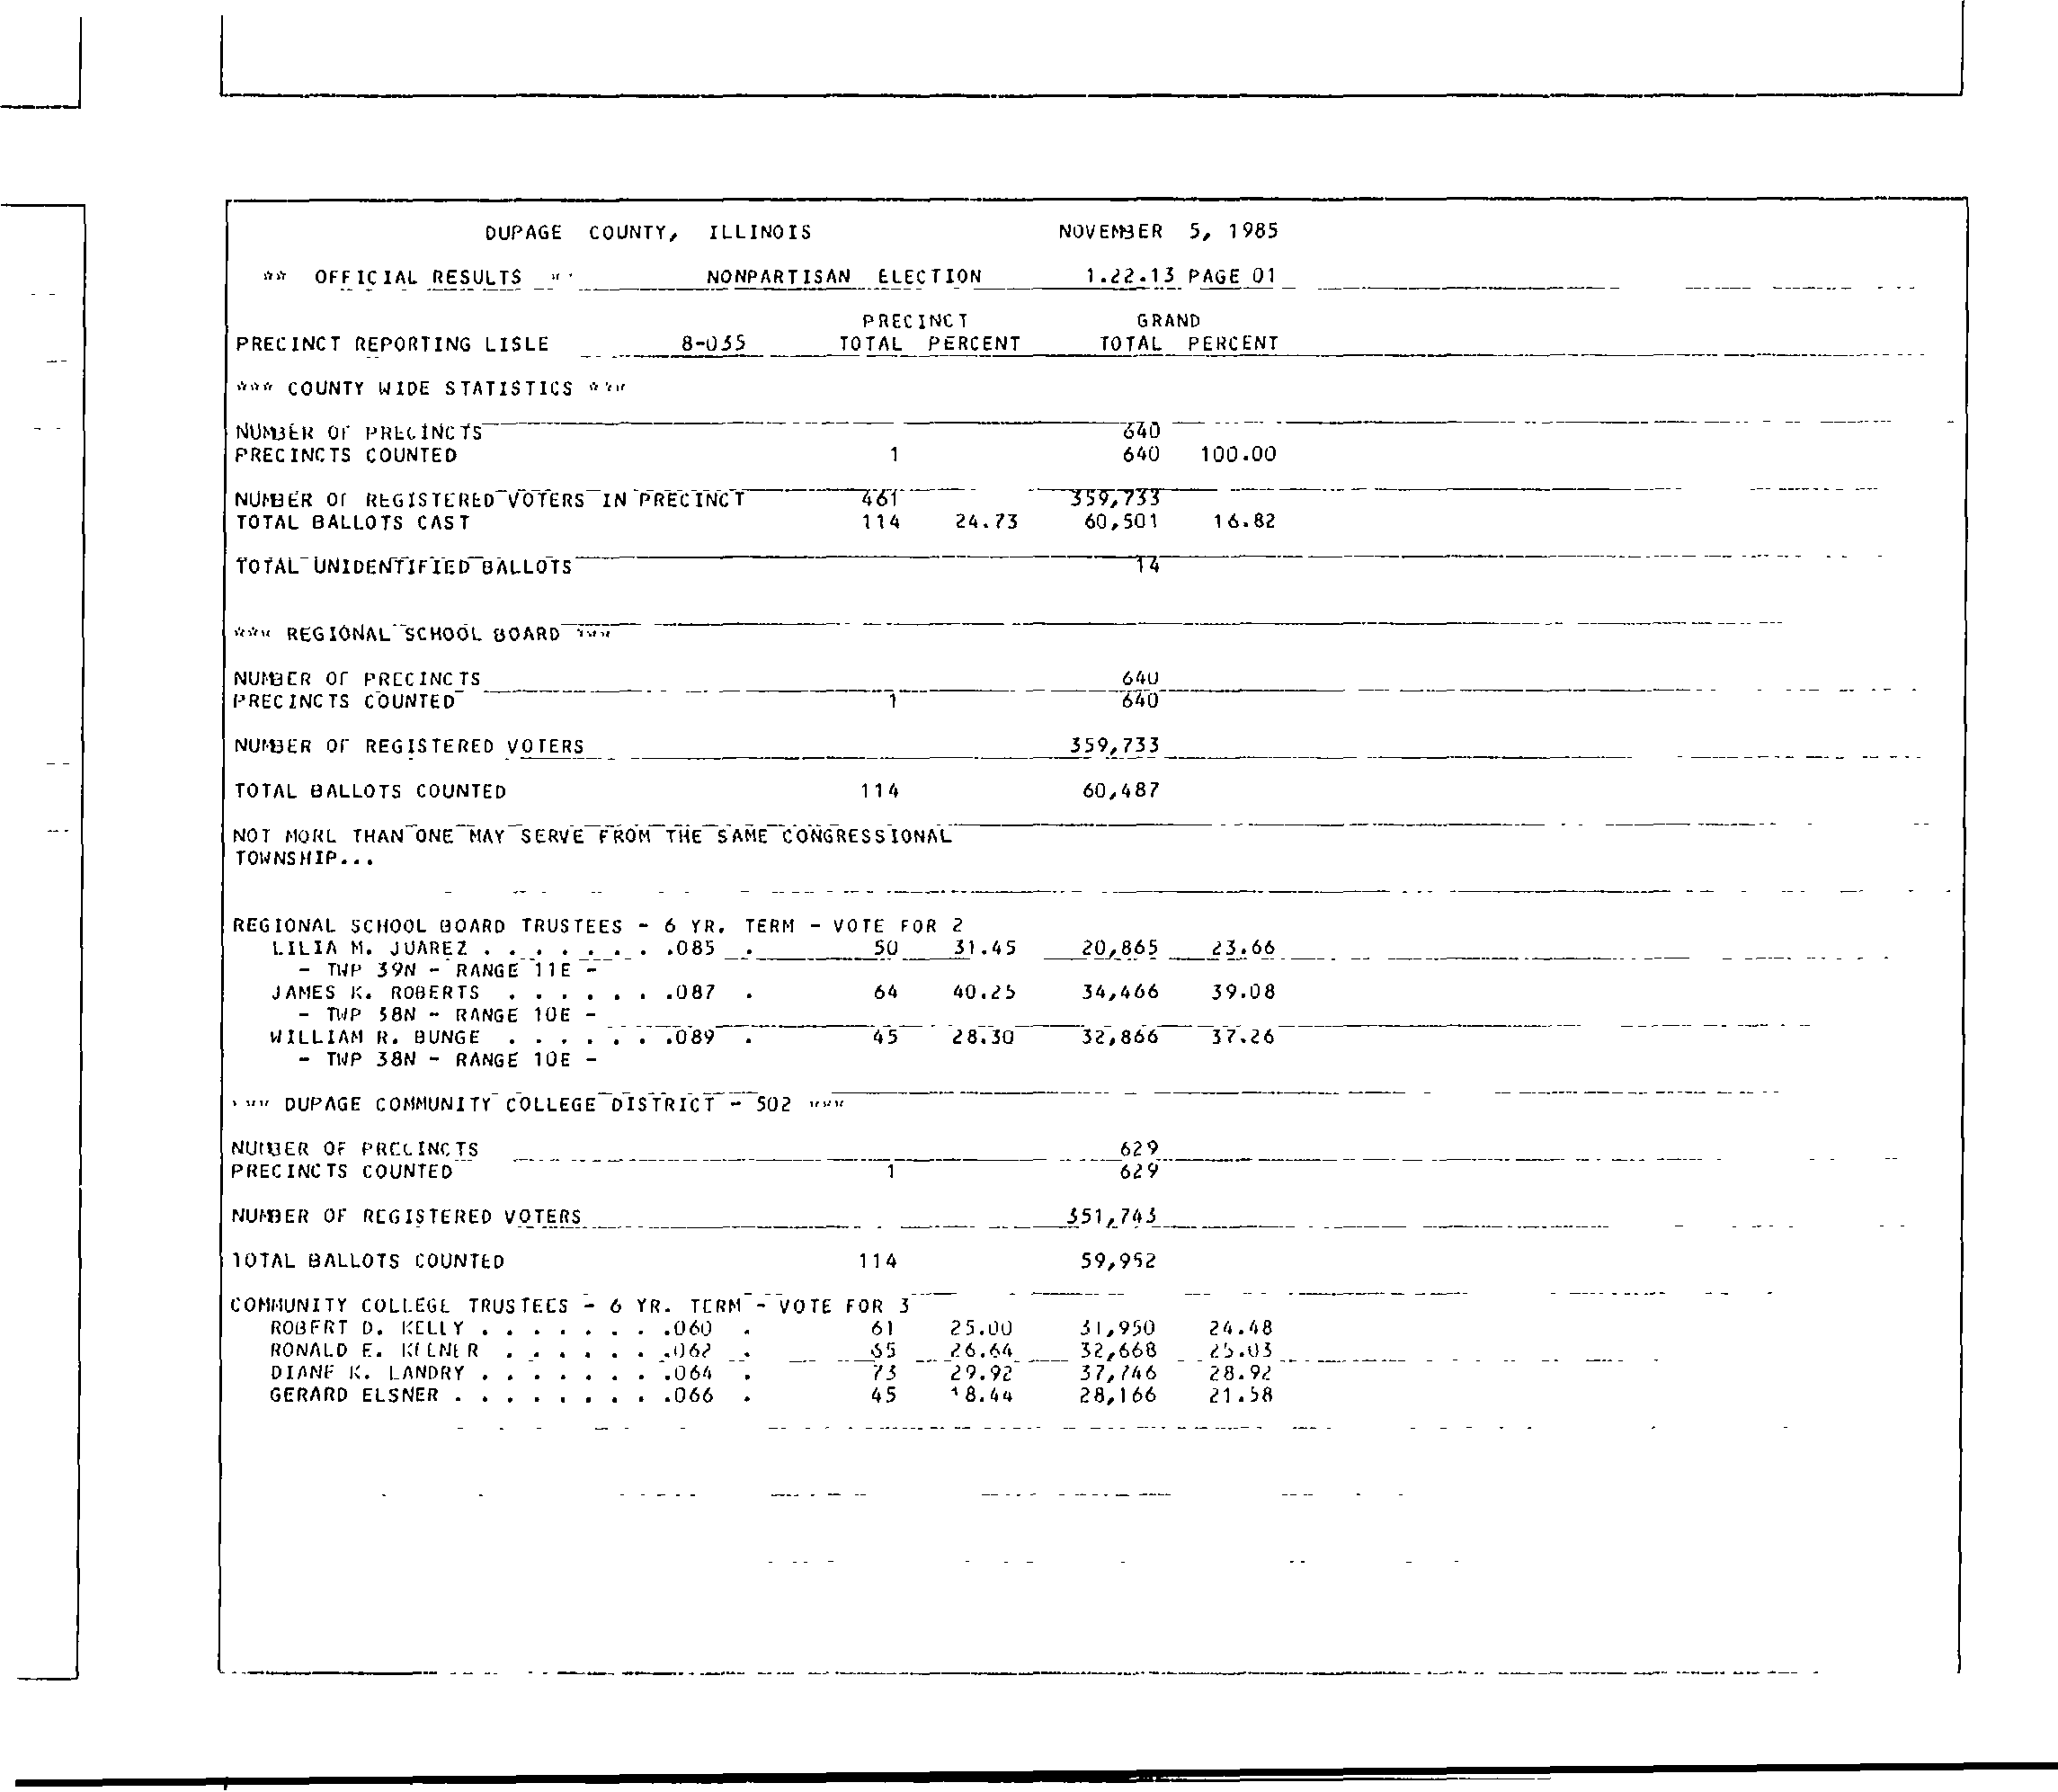 DUPAGE COUNTY, ILLINOIS NOVEMBER 5, 1985
** OFFICIAL RESULTS ** NONPARTISAN ELECTION 1.22.13 PAGE 01
PRECINCT GRAND
PRECINCT REPORTING LISLE 8-035 TOTAL PERCENT TOTAL PERCENT
*** COUNTY WIDE STATISTICS ***
NUMBER OF PRECINCTS 640
PRECINCTS COUNTED 1 640 100.00
NUMBER OF REGISTERED VOTERS IN PRECINCT 461 359,733
TOTAL BALLOTS CAST 114 24.73 60,501 16.82
TOTAL UNIDENTIFIED BALLOTS 14
*** REGIONAL SCHOOL BOARD ***
NUMBER OF PRECINCTS 640
PRECINCTS COUNTED 1 640
NUMBER OF REGISTERED VOTERS 359,733
TOTAL BALLOTS COUNTED 114 60,487
NOT MORE THAN ONE MAY SERVE FROM THE SAME CONGRESSIONAL
TOWNSHIP...
REGIONAL SCHOOL BOARD TRUSTEES - 6 YR. TERM - VOTE FOR 2
LILIA M. JUAREZ . . . . . . . .085 . 50 31.45 20,865 23.66
- TWP 39N - RANGE 11E -
JAMES K. ROBERTS . . . . . . .087 . 64 40.25 34,466 39.08
- TWP 38N - RANGE 10E -
WILLIAM R. BUNGE . . . . . . .089 . 45 28.30 32,866 37.26
- TWP 38N - RANGE 10E -
*** DUPAGE COMMUNITY COLLEGE DISTRICT - 502 ***
NUMBER OF PRECINCTS 629
PRECINCTS COUNTED 1 629
NUMBER OF REGISTERED VOTERS 351,743
TOTAL BALLOTS COUNTED 114 59,952
COMMUNITY COLLEGE TRUSTEES - 6 YR. TERM - VOTE FOR 3
ROBERT D. KELLY . . . . . . . .060 . 61 25.00 31,950 24.48
RONALD E. KEENER . . . . . . .062 . 65 26.64 32,668 25.03
DIANE K. LANDRY . . . . . . . .064 . 73 29.92 37,746 28.92
GERARD ELSNER . . . . . . . . .066 . 45 18.44 28,166 21.58